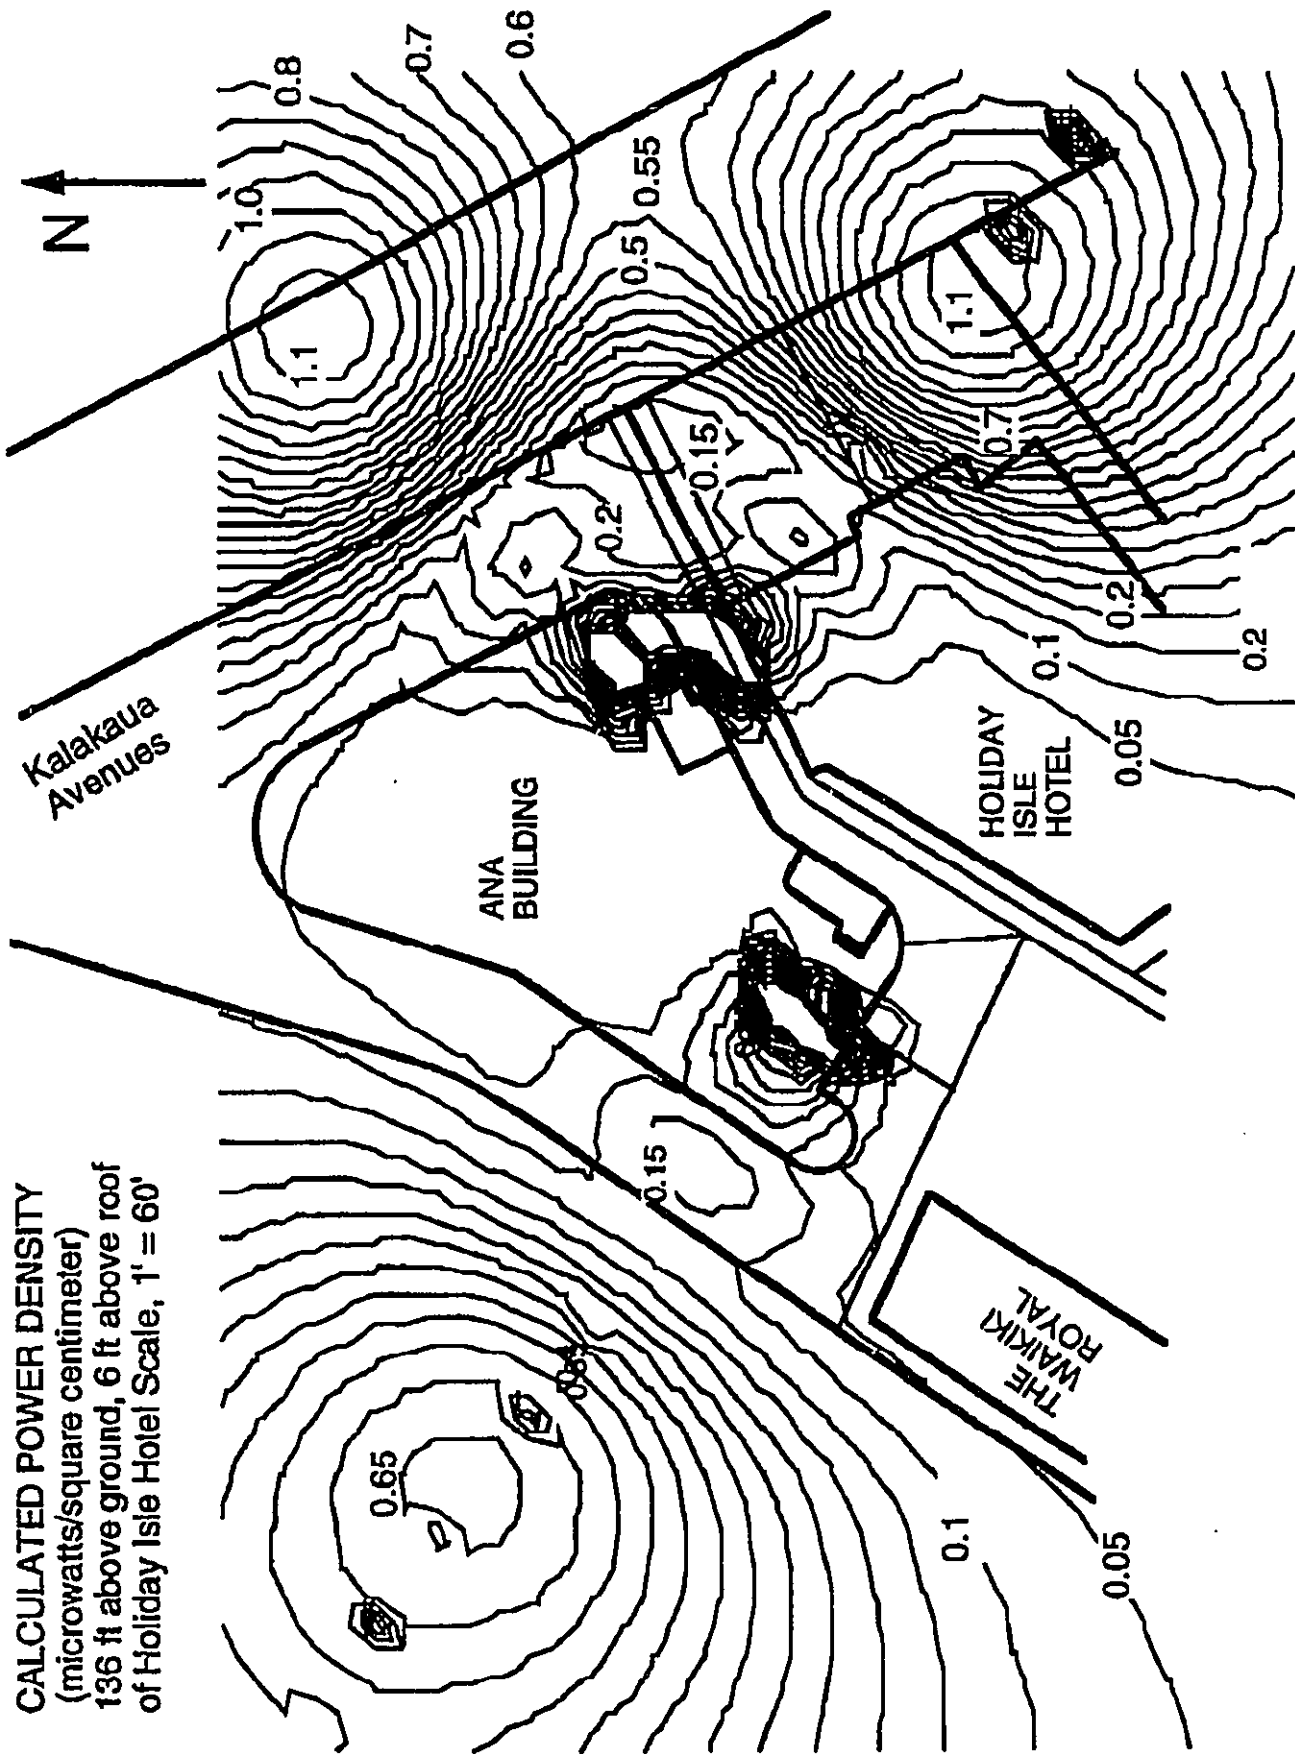 CALCULATED POWER DENSITY
(microwatts/square centimeter)
136 ft above ground, 6 ft above roof
of Holiday Isle Hotel Scale, 1' = 60'
N
Kalakaua
Avenues
0.8
0.7
0.6
1.0
1.1
0.55
0.5
0.15
0.2
1.1
0.7
0.2
0.2
0.1
0.05
ANA
BUILDING
HOLIDAY
ISLE
HOTEL
0.15
0.65
THE
WAIKIKI
ROYAL
0.1
0.05